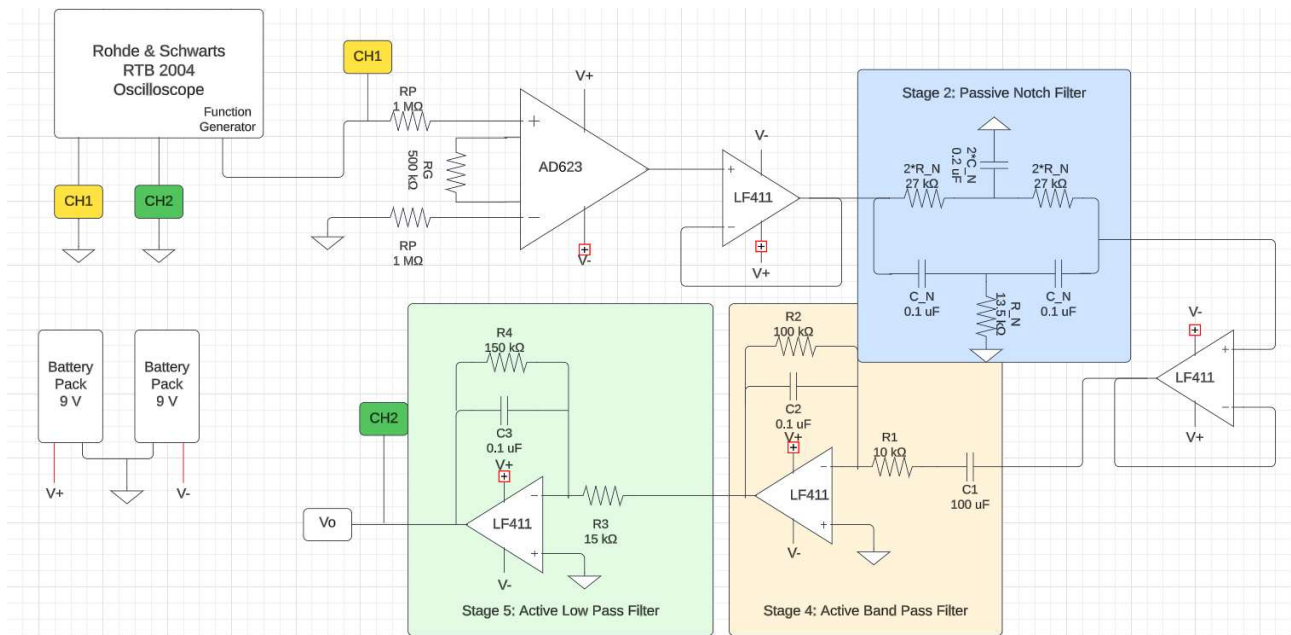 Rohde & Schwarts
RTB 2004
Oscilloscope
Function
Generator
CH1
CH2
CH1
RP
1 MΩ
RG
500 kΩ
RP
1 MΩ
+
−
AD623
V+
V-
V-
+
LF411
−
V+
Stage 2: Passive Notch Filter
2*C_N
0.2 uF
2*R_N
27 kΩ
2*R_N
27 kΩ
C_N
0.1 uF
R_N
13.5 kΩ
C_N
0.1 uF
V-
+
LF411
−
V+
Battery
Pack
9 V
Battery
Pack
9 V
V+
V-
CH2
Vo
R4
150 kΩ
C3
0.1 uF
V+
−
LF411
+
V-
R3
15 kΩ
Stage 5: Active Low Pass Filter
R2
100 kΩ
C2
0.1 uF
V+
−
LF411
+
V-
R1
10 kΩ
C1
100 uF
Stage 4: Active Band Pass Filter